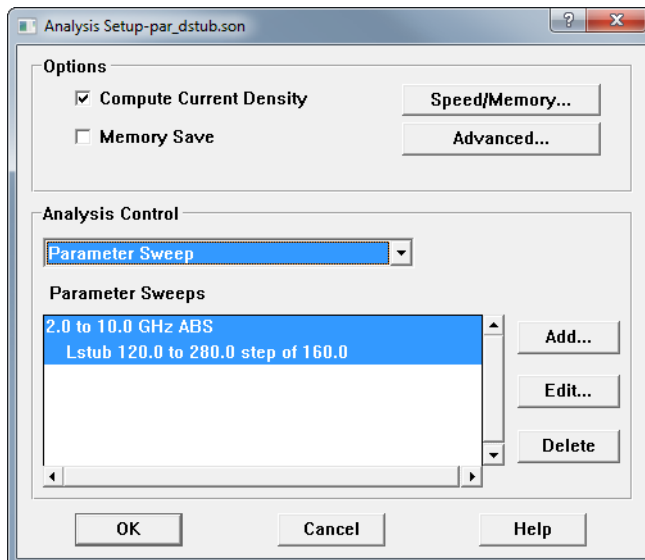 Analysis Setup-par_dstub.son
Options
Compute Current Density
Speed/Memory...
Memory Save
Advanced...
Analysis Control
Parameter Sweep
Parameter Sweeps
2.0 to 10.0 GHz ABS
Lstub 120.0 to 280.0 step of 160.0
Add...
Edit...
Delete
OK
Cancel
Help